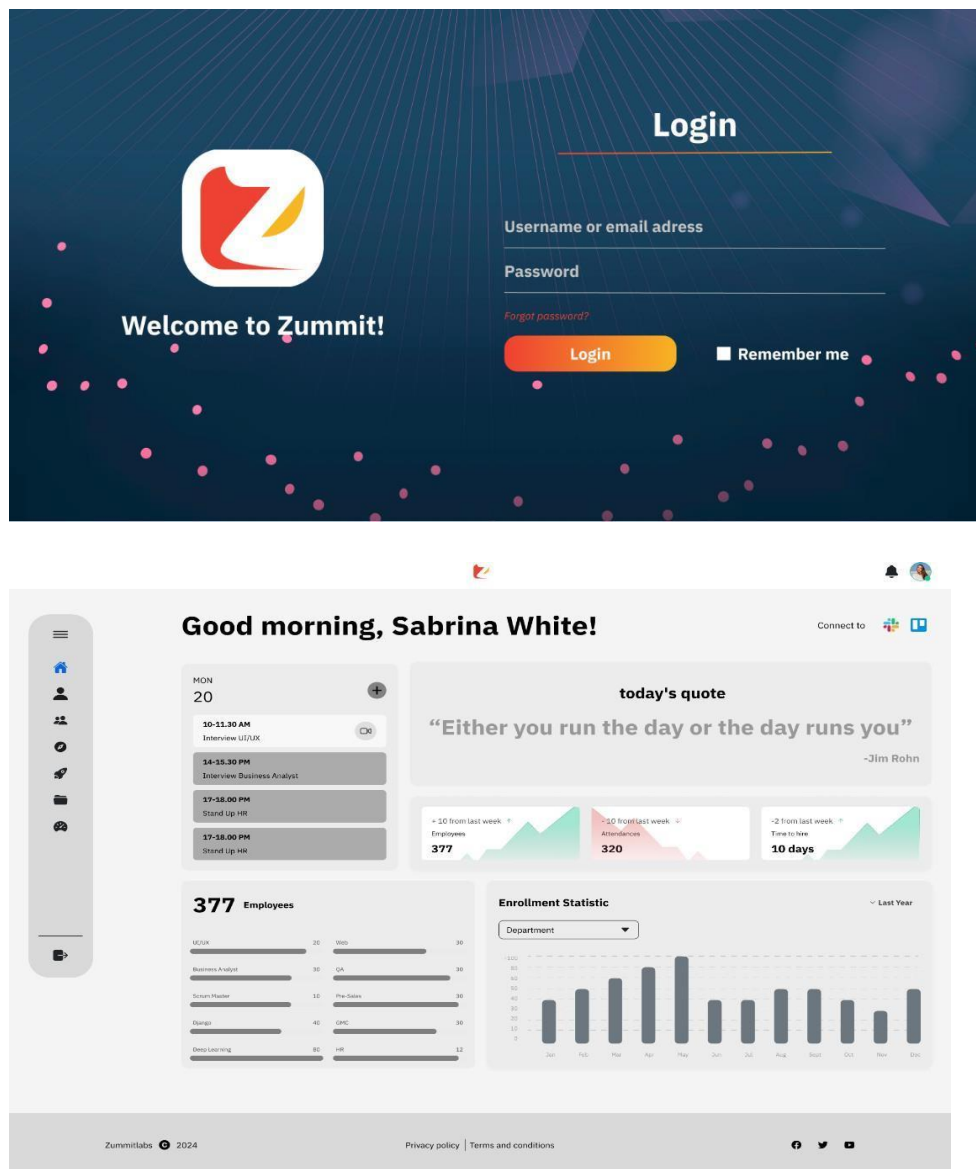 Login
Username or email adress
Password
Forgot password?
Login
Remember me
Welcome to Zummit!
Good morning, Sabrina White!
Connect to
MON
20
10-11.30 AM
Interview UI/UX
14-15.30 PM
Interview Business Analyst
17-18.00 PM
Stand Up HR
17-18.00 PM
Stand Up HR
today's quote
“Either you run the day or the day runs you”
-Jim Rohn
+ 10 from last week
Employees
377
- 10 from last week
Attendances
320
-2 from last week
Time to hire
10 days
377 Employees
UI/UX 20 Web 30
Business Analyst 30 QA 30
Scrum Master 10 Pre-Sales 30
Django 40 GMC 30
Deep Learning 80 HR 12
Enrollment Statistic
Last Year
Department
100
80
40
30
20
10
0
Jan Feb Mar Apr May Jun Jul Aug Sept Oct Nov Dec
Zummitlabs C 2024
Privacy policy | Terms and conditions